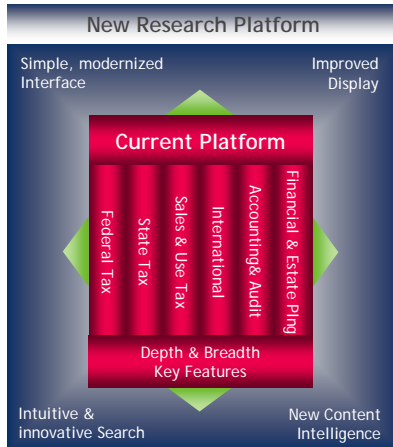 New Research Platform
Simple, modernized
Interface
Improved
Display
Current Platform
Federal Tax
State Tax
Sales & Use Tax
International
Accounting& Audit
Financial & Estate Plng
Depth & Breadth
Key Features
Intuitive &
innovative Search
New Content
Intelligence